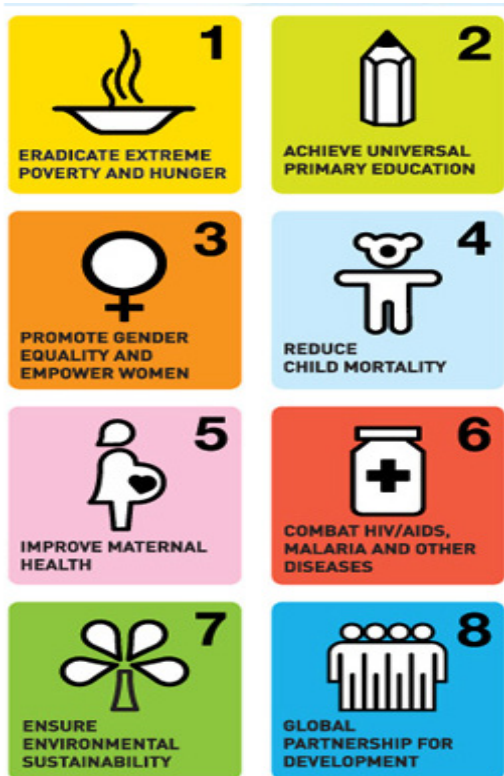 1
ERADICATE EXTREME
POVERTY AND HUNGER
2
ACHIEVE UNIVERSAL
PRIMARY EDUCATION
3
PROMOTE GENDER
EQUALITY AND
EMPOWER WOMEN
4
REDUCE
CHILD MORTALITY
5
IMPROVE MATERNAL
HEALTH
6
COMBAT HIV/AIDS,
MALARIA AND OTHER
DISEASES
7
ENSURE
ENVIRONMENTAL
SUSTAINABILITY
8
GLOBAL
PARTNERSHIP FOR
DEVELOPMENT